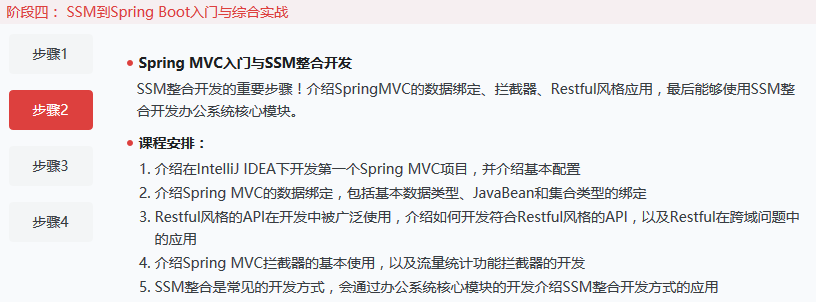 阶段四： SSM到Spring Boot入门与综合实战
步骤1
步骤2
步骤3
步骤4
Spring MVC入门与SSM整合开发
SSM整合开发的重要步骤！介绍SpringMVC的数据绑定、拦截器、Restful风格应用，最后能够使用SSM整
合开发办公系统核心模块。
课程安排：
1. 介绍在IntelliJ IDEA下开发第一个Spring MVC项目，并介绍基本配置
2. 介绍Spring MVC的数据绑定，包括基本数据类型、JavaBean和集合类型的绑定
3. Restful风格的API在开发中被广泛使用，介绍如何开发符合Restful风格的API，以及Restful在跨域问题中
的应用
4. 介绍Spring MVC拦截器的基本使用，以及流量统计功能拦截器的开发
5. SSM整合是常见的开发方式，会通过办公系统核心模块的开发介绍SSM整合开发方式的应用